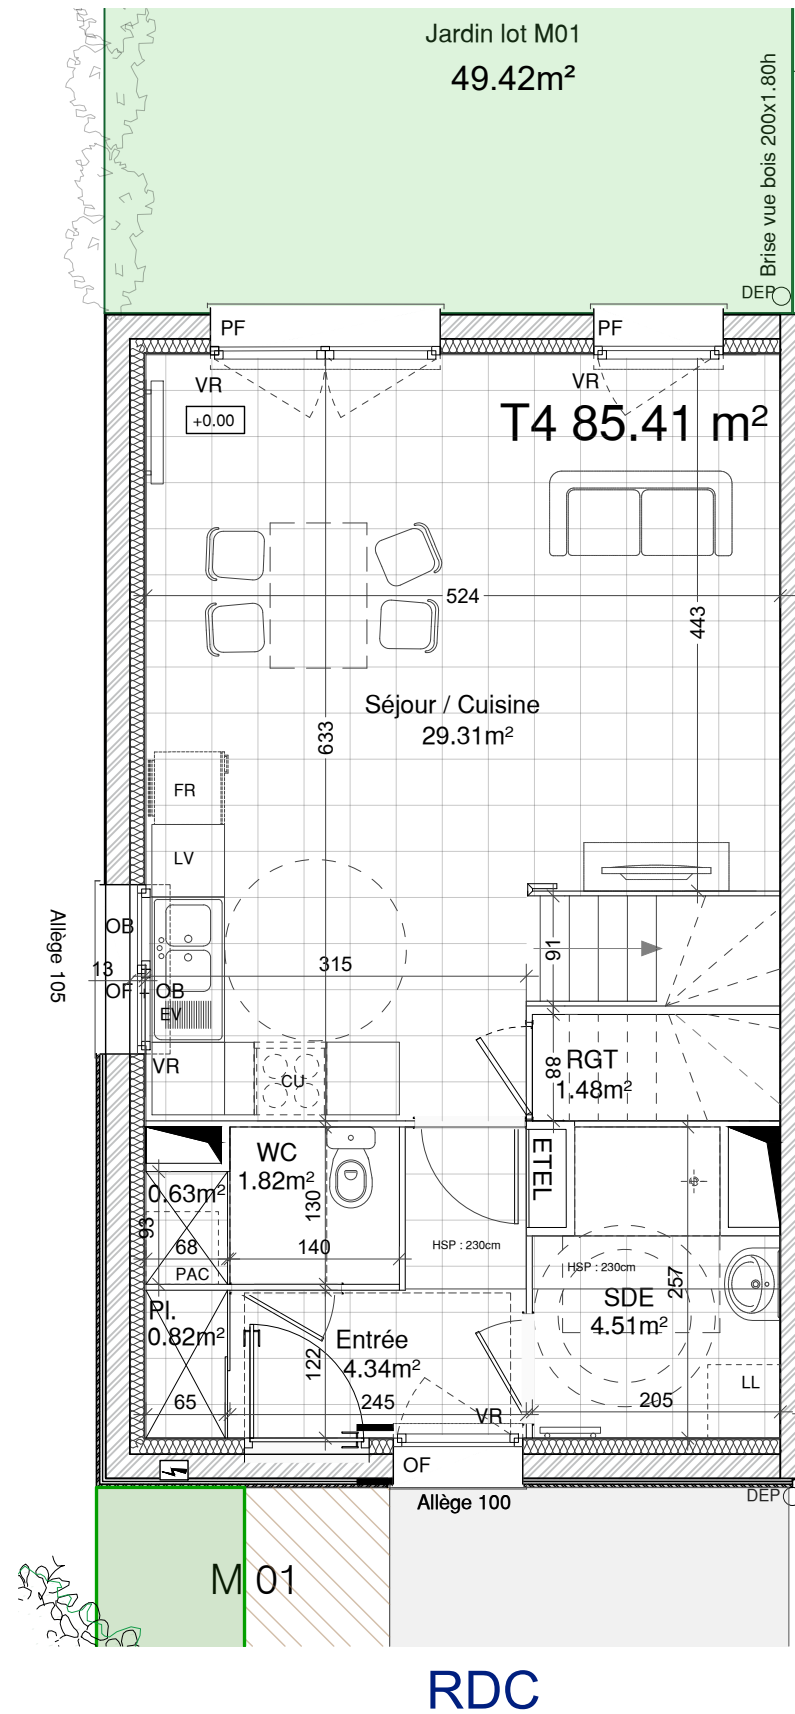 Jardin lot M01
49.42m²
Brise vue bois 200x1.80h
DEP
PF
PF
VR
VR
+0.00
T4 85.41 m²
524
443
633
Séjour / Cuisine
29.31m²
FR
LV
OB
Allège 105
13
OF + OB
EV
VR
315
91
88
RGT
1.48m²
CU
WC
1.82m²
ETEL
0.63m²
93
68
130
140
PAC
HSP : 230cm
HSP : 230cm
257
SDE
4.51m²
Pl.
0.82m²
Entrée
4.34m²
122
LL
65
245
205
VR
OF
Allège 100
DEP
M 01
RDC